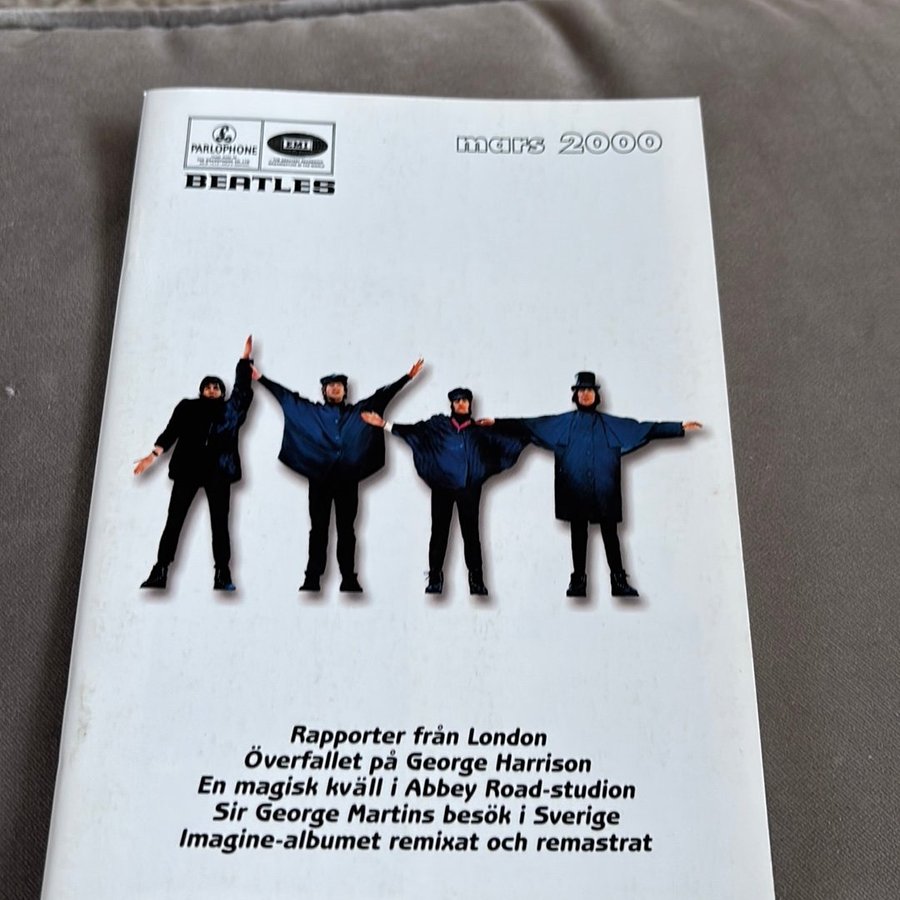 PARLOPHONE
EMI
BEATLES
mars 2000
Rapporter från London
Överfallet på George Harrison
En magisk kväll i Abbey Road-studion
Sir George Martins besök i Sverige
Imagine-albumet remixat och remastrat